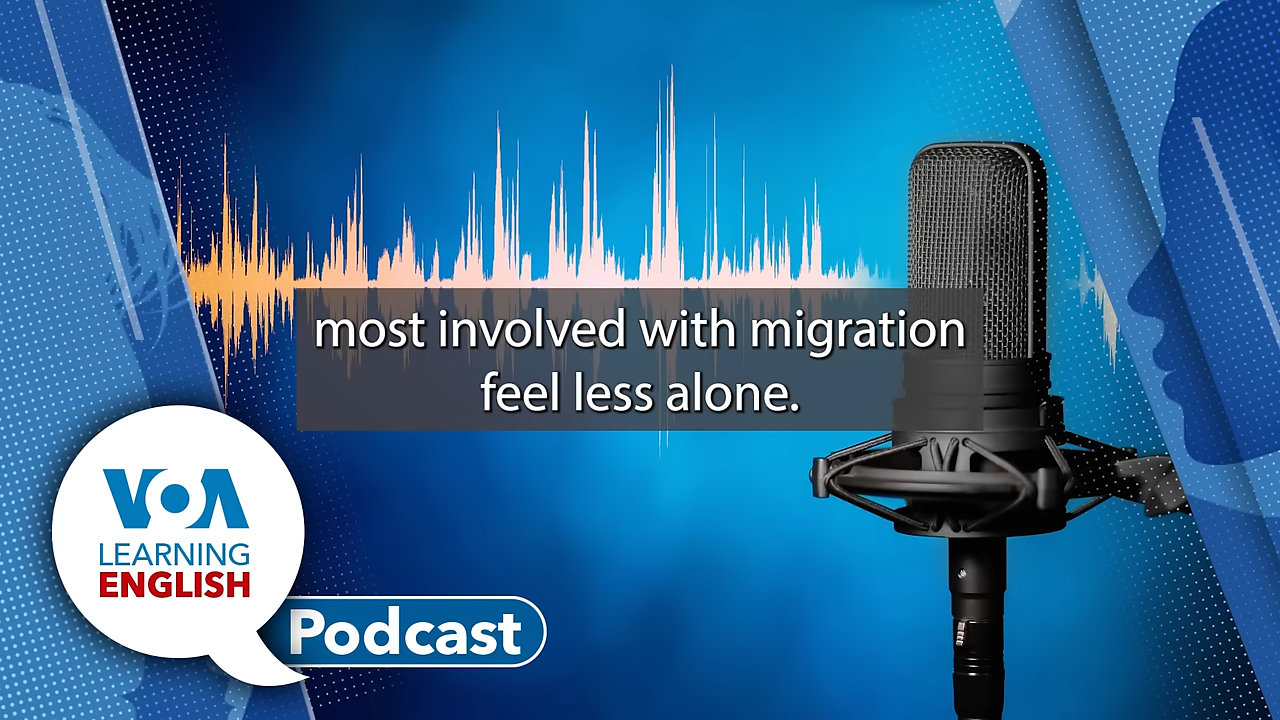 most involved with migration
feel less alone.
VOA
LEARNING
ENGLISH
Podcast